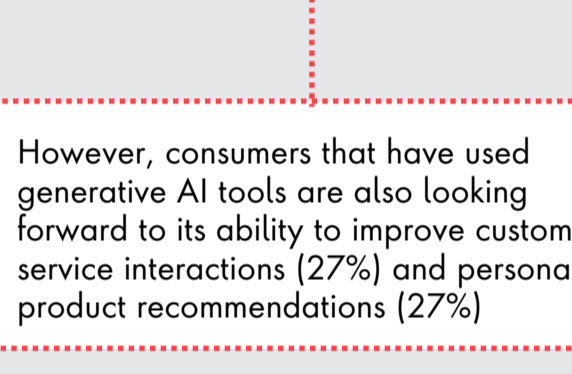 However, consumers that have used
generative AI tools are also looking
forward to its ability to improve custom
service interactions (27%) and persona
product recommendations (27%)